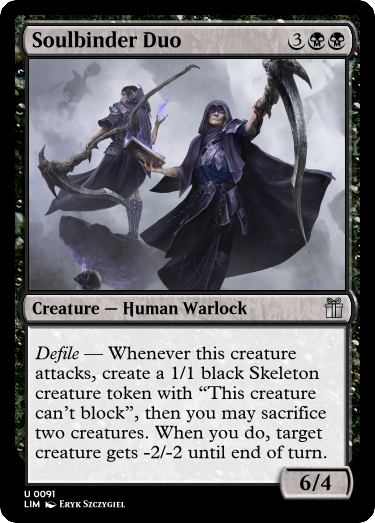 Soulbinder Duo 3
Creature — Human Warlock
Defile — Whenever this creature
attacks, create a 1/1 black Skeleton
creature token with “This creature
can’t block”, then you may sacrifice
two creatures. When you do, target
creature gets -2/-2 until end of turn.
6/4
U 0091
LIM Eryk Szczygieł